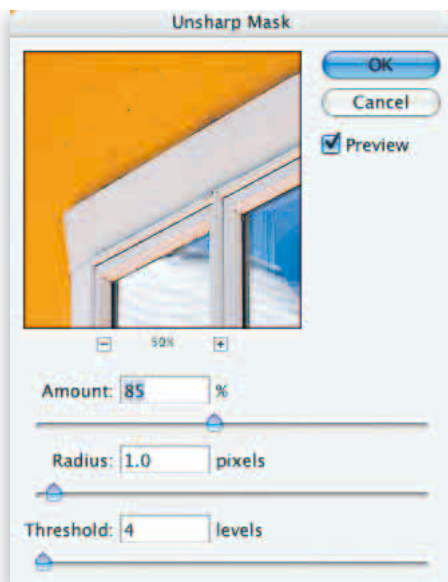 Unsharp Mask
OK
Cancel
Preview
50%
Amount: 85 %
Radius: 1.0 pixels
Threshold: 4 levels